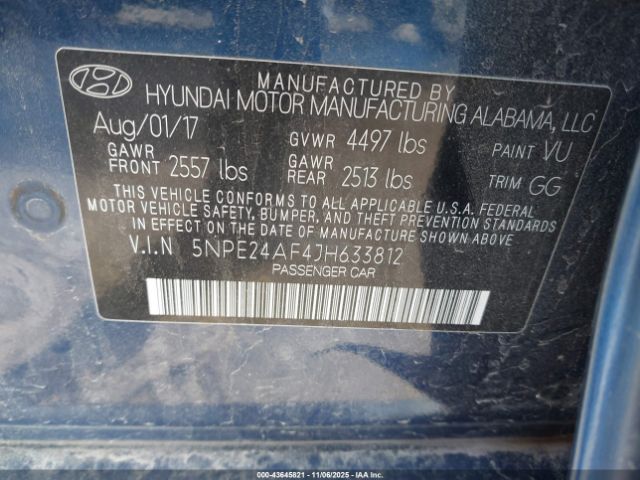 MANUFACTURED BY
HYUNDAI MOTOR MANUFACTURING ALABAMA, LLC
Aug/01/17 GVWR 4497 lbs PAINT VU
GAWR FRONT 2557 lbs GAWR REAR 2513 lbs TRIM GG
THIS VEHICLE CONFORMS TO ALL APPLICABLE U.S.A. FEDERAL
MOTOR VEHICLE SAFETY, BUMPER, AND THEFT PREVENTION STANDARDS
IN EFFECT ON THE DATE OF MANUFACTURE SHOWN ABOVE.
V.I.N 5NPE24AF4JH633812
PASSENGER CAR
000-43645821 - 11/06/2025 - IAAI.COM